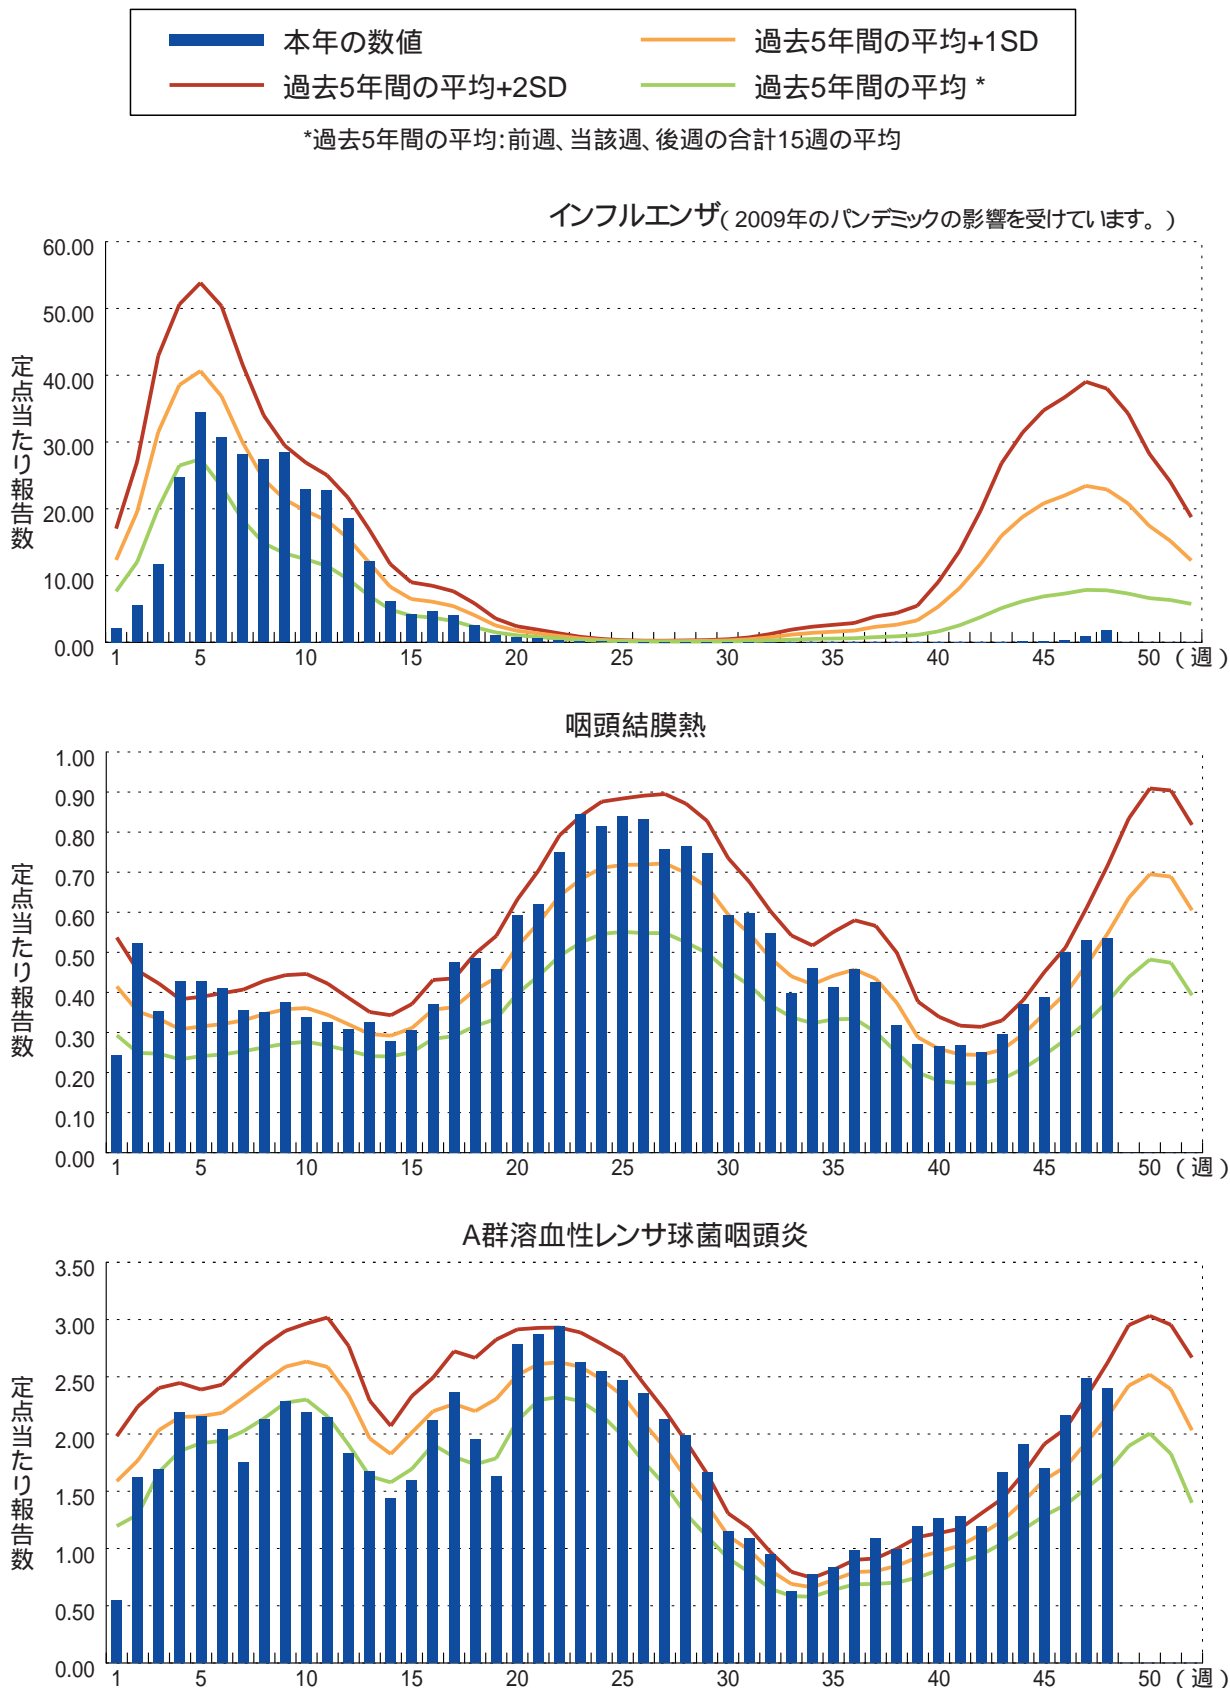 本年の数値 過去5年間の平均+1SD
過去5年間の平均+2SD 過去5年間の平均 *
*過去5年間の平均:前週、当該週、後週の合計15週の平均
インフルエンザ( 2009年のパンデミックの影響を受けています。 )
定点当たり報告数
60.00
50.00
40.00
30.00
20.00
10.00
0.00
1 5 10 15 20 25 30 35 40 45 50 (週)
咽頭結膜熱
定点当たり報告数
1.00
0.90
0.80
0.70
0.60
0.50
0.40
0.30
0.20
0.10
0.00
1 5 10 15 20 25 30 35 40 45 50 (週)
A群溶血性レンサ球菌咽頭炎
定点当たり報告数
3.50
3.00
2.50
2.00
1.50
1.00
0.50
0.00
1 5 10 15 20 25 30 35 40 45 50 (週)